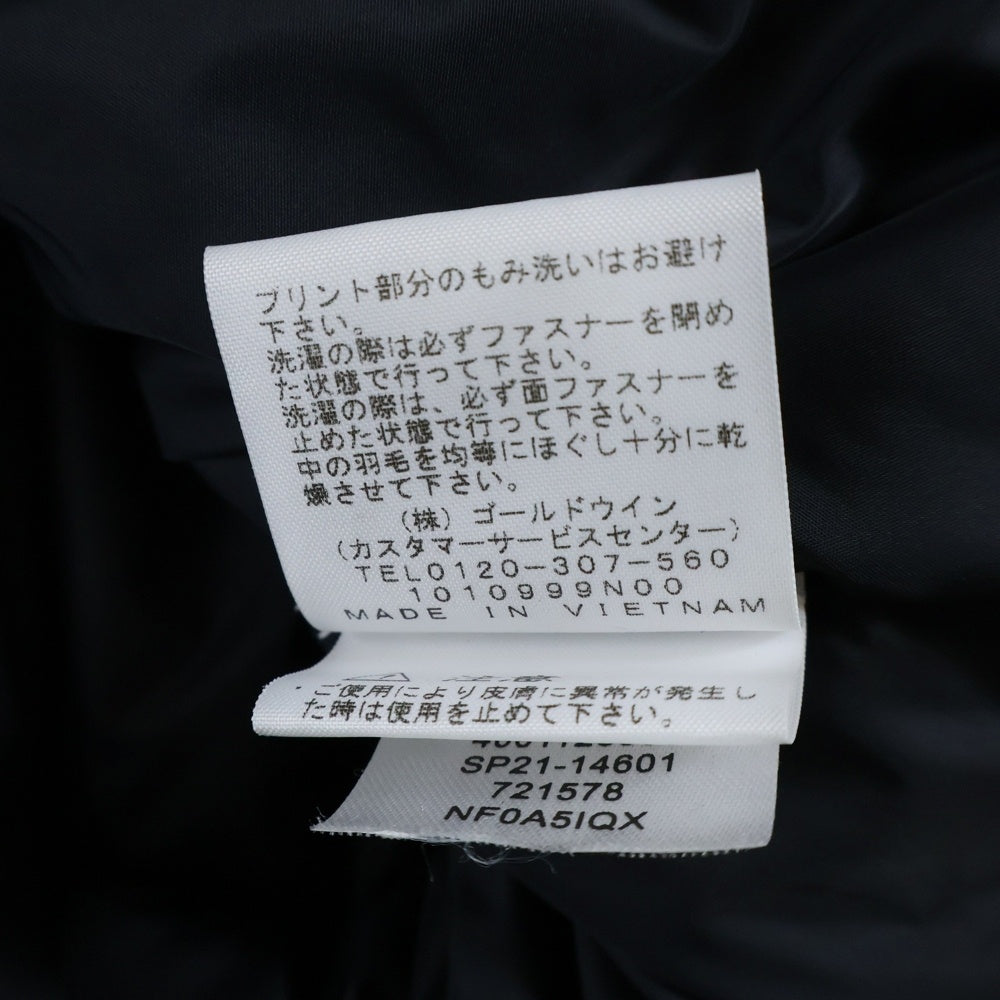 プリント部分のもみ洗いはお避け
下さい。
洗濯の際は必ずファスナーを閉め
た状態で行って下さい。
洗濯の際は、必ず面ファスナーを
止めた状態で行って下さい。
中の羽毛を均等にほぐし十分に乾
燥させて下さい。
(株)ゴールドウイン
(カスタマーサービスセンター)
TEL0120-307-560
1010999N00
MADE IN VIETNAM
・ご使用により皮膚に異常が発生し
た時は使用を止めて下さい。
SP21-14601
721578
NF0A5IQX